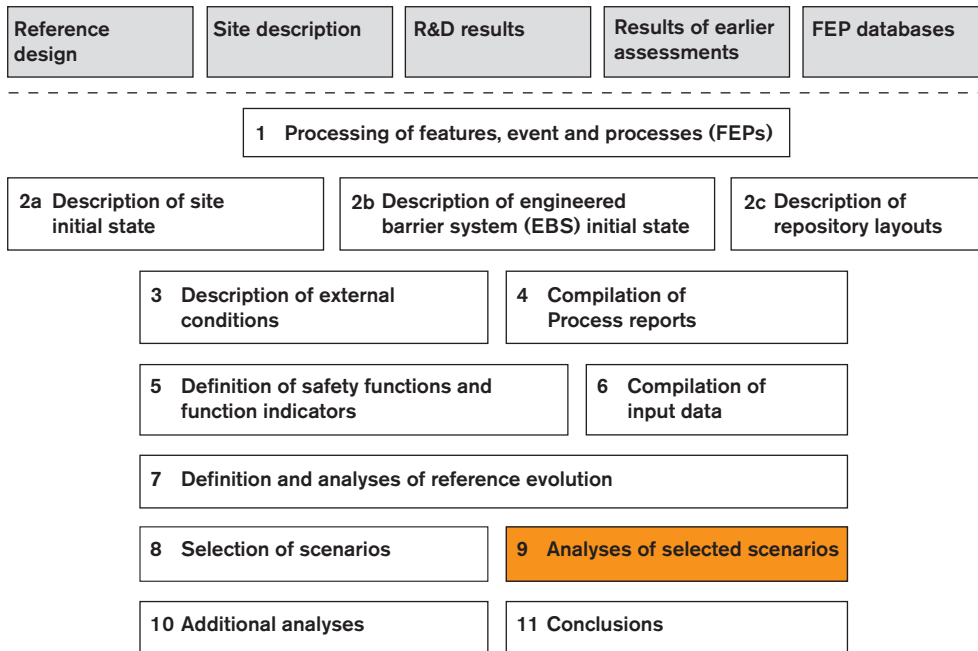 Reference
design
Site description
R&D results
Results of earlier
assessments
FEP databases
1 Processing of features, event and processes (FEPs)
2a Description of site
initial state
2b Description of engineered
barrier system (EBS) initial state
2c Description of
repository layouts
3 Description of external
conditions
4 Compilation of
Process reports
5 Definition of safety functions and
function indicators
6 Compilation of
input data
7 Definition and analyses of reference evolution
8 Selection of scenarios
9 Analyses of selected scenarios
10 Additional analyses
11 Conclusions